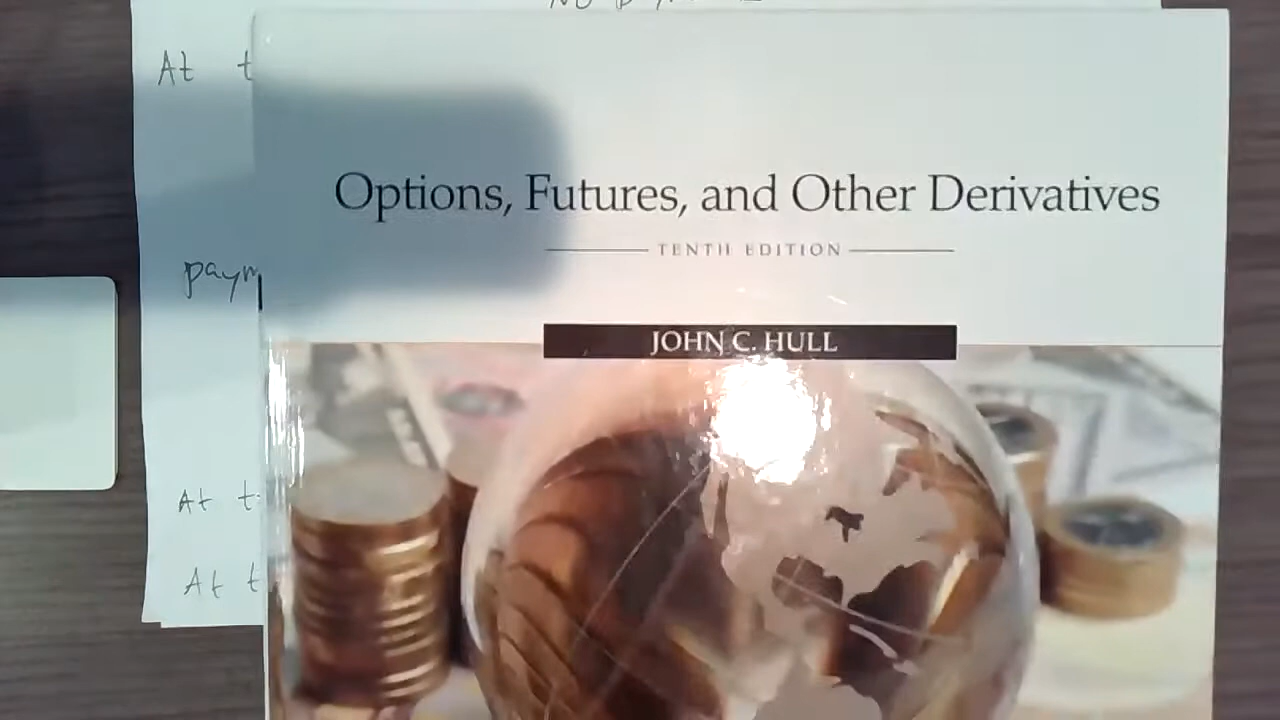 At t
Options, Futures, and Other Derivatives
TENTH EDITION
paym
JOHN C. HULL
At t
At t